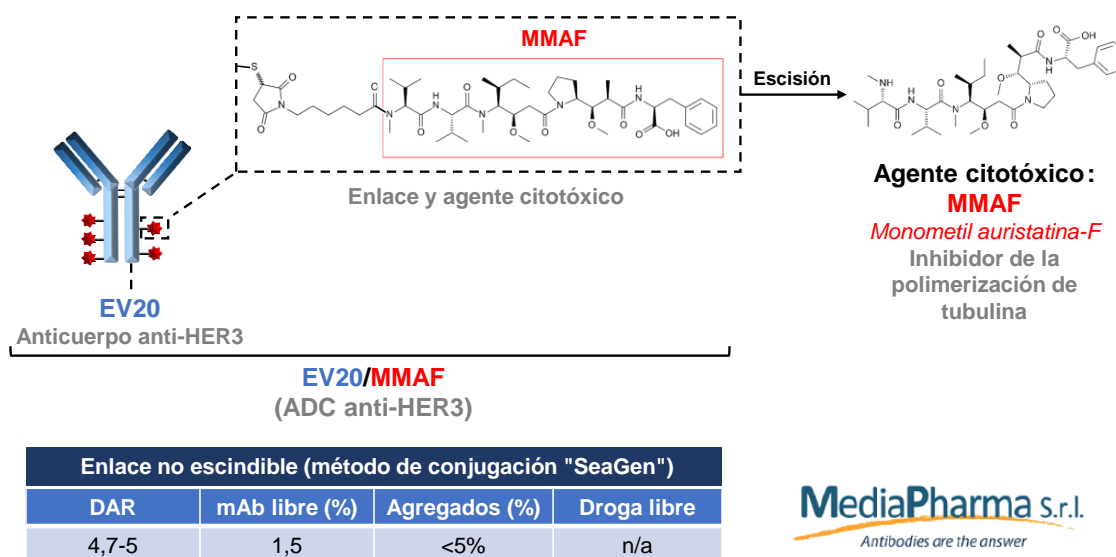 MMAF
Escisión
Enlace y agente citotóxico
Agente citotóxico:
MMAF
Monometil auristatina-F
Inhibidor de la
polimerización de
tubulina
EV20
Anticuerpo anti-HER3
EV20/MMAF
(ADC anti-HER3)
Enlace no escindible (método de conjugación "SeaGen")
DAR mAb libre (%) Agregados (%) Droga libre
4,7-5 1,5 <5% n/a
MediaPharma s.r.l.
Antibodies are the answer